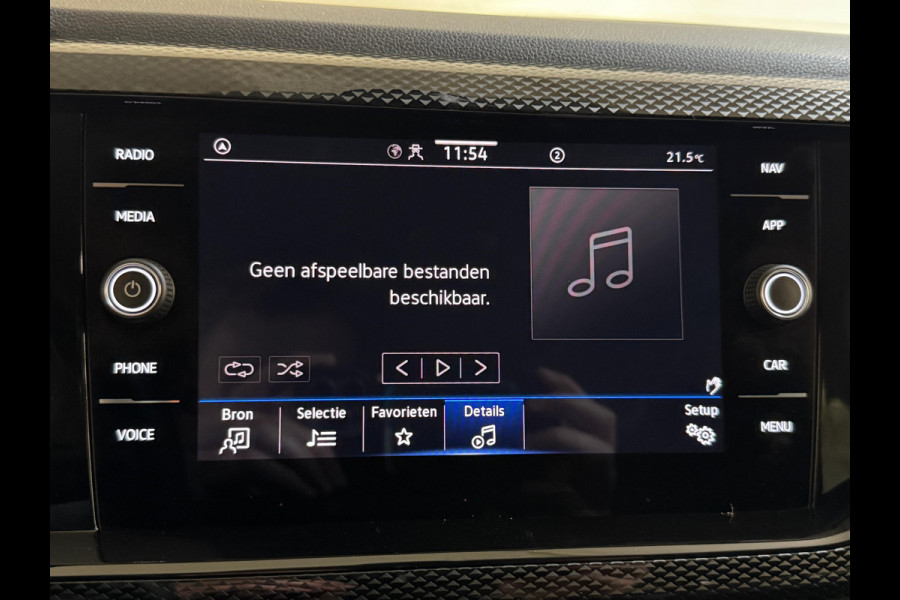 RADIO
MEDIA
PHONE
VOICE
11:54
2
21.5°C
Geen afspeelbare bestanden
beschikbaar.
Bron
Selectie
Favorieten
Details
Setup
NAV
APP
CAR
MENU